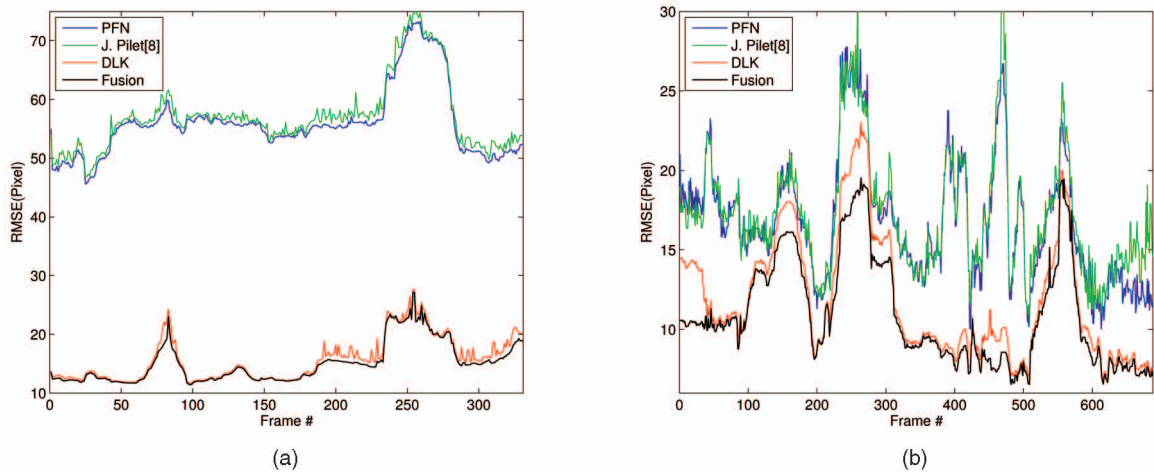 PFN
J. Pilet[8]
DLK
Fusion
RMSE(Pixel)
70
60
50
40
30
20
10
0
50
100
150
200
250
300
Frame #
(a)
PFN
J. Pilet[8]
DLK
Fusion
RMSE(Pixel)
30
25
20
15
10
0
100
200
300
400
500
600
Frame #
(b)